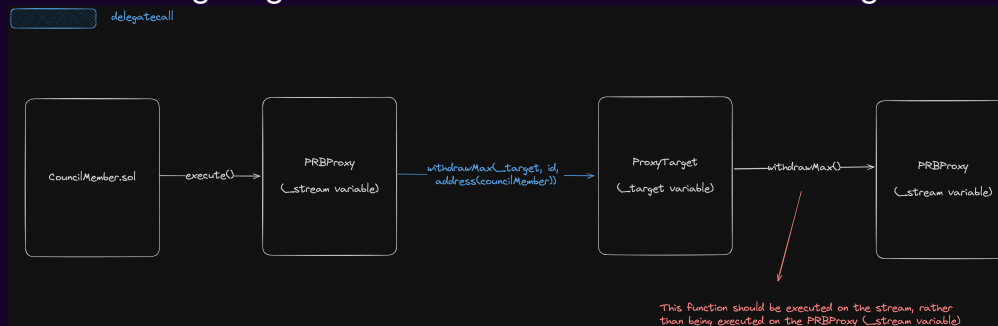 delegatecall
CouncilMember.sol
execute()
PRBProxy
(_stream variable)
withdrawMax(_target, id,
address(councilMember))
ProxyTarget
(_target variable)
withdrawMax()
PRBProxy
(_stream variable)
This function should be executed on the stream, rather
than being executed on the PRBProxy (_stream variable)